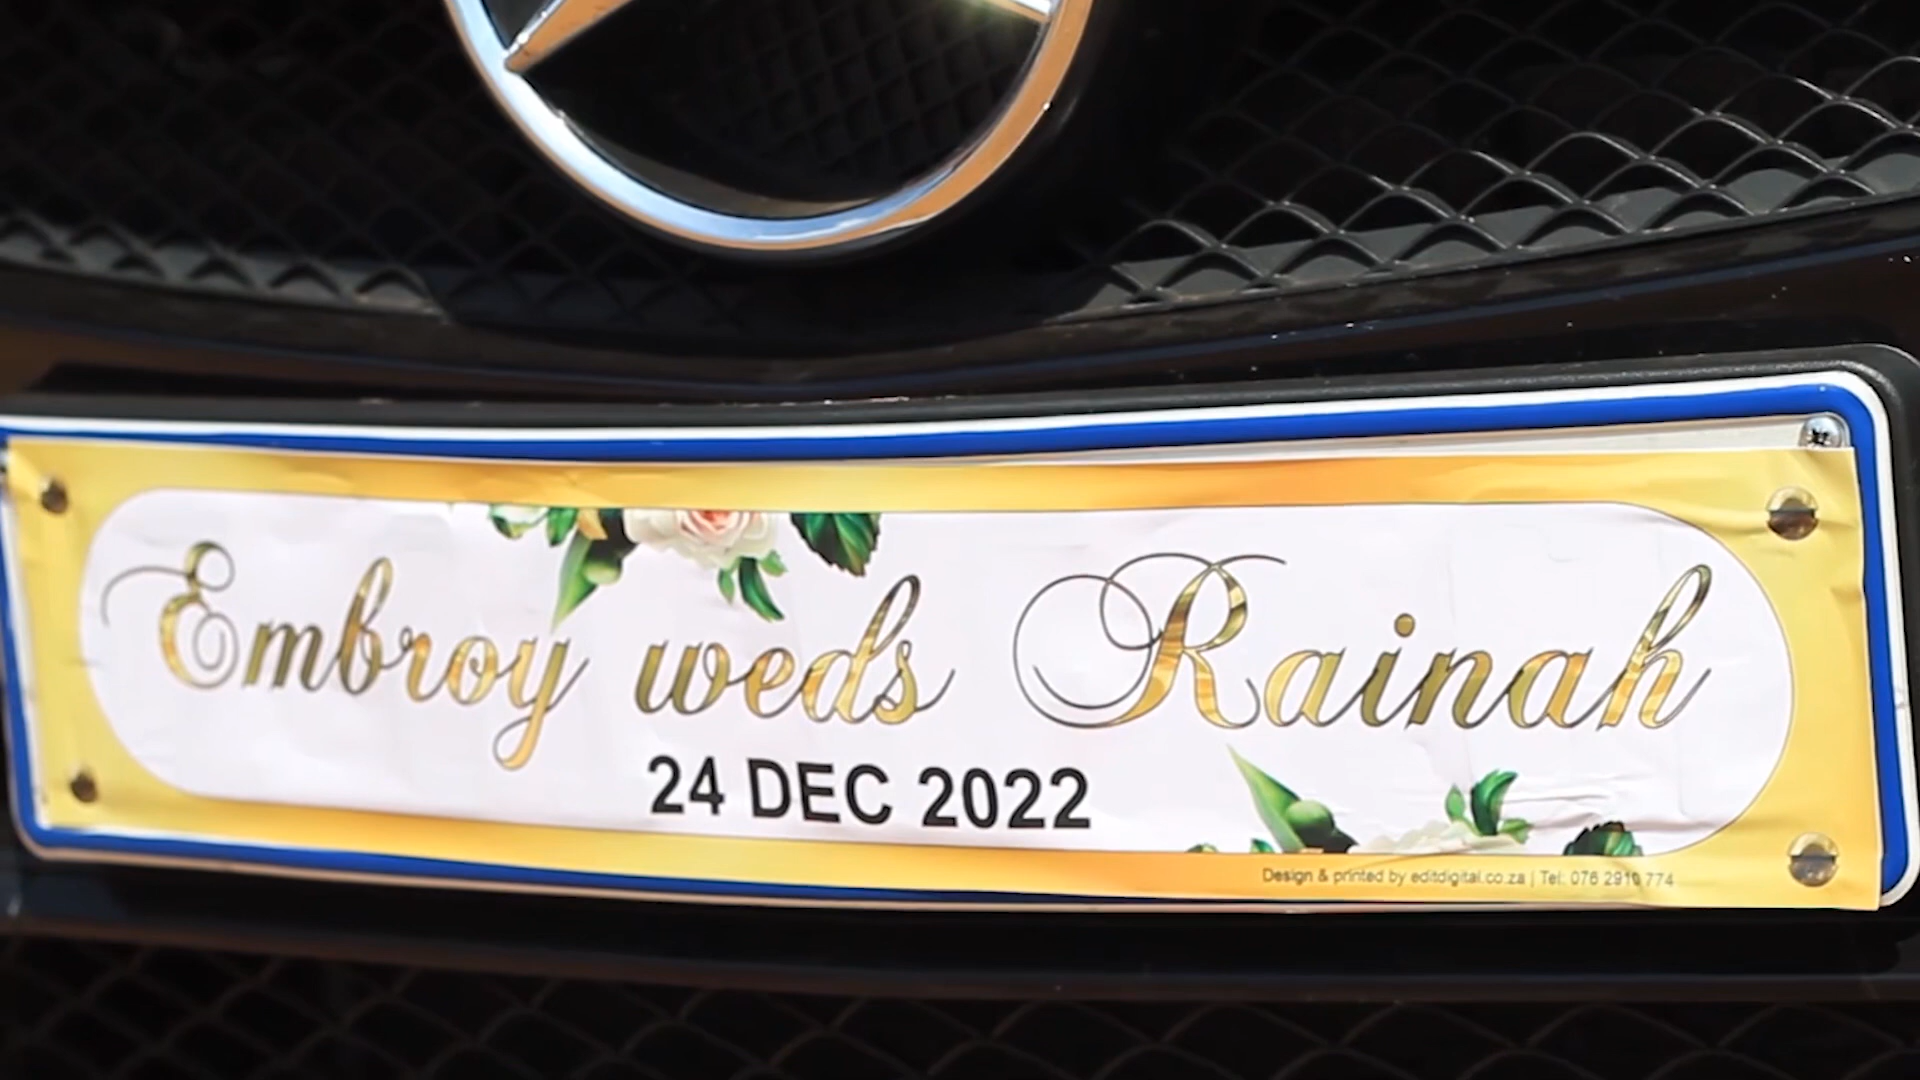 Embroy weds Rainah
24 DEC 2022
Design & printed by editdigital.co.za | Tel: 076 2910 774